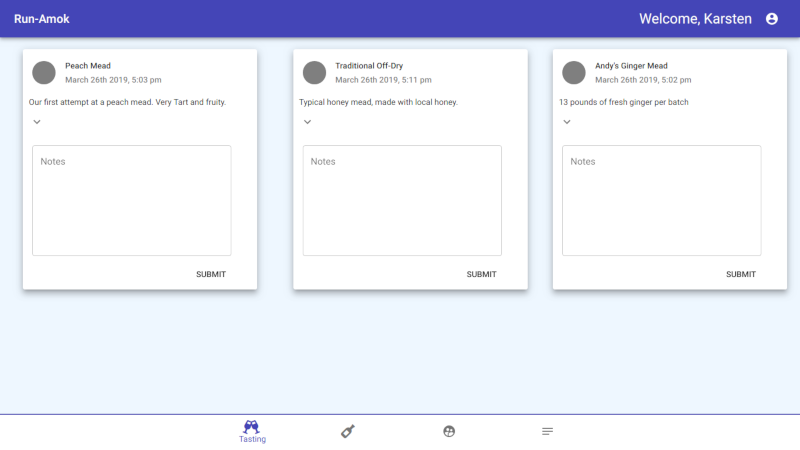 Run-Amok
Welcome, Karsten
Peach Mead
March 26th 2019, 5:03 pm
Our first attempt at a peach mead. Very Tart and fruity.
Notes
SUBMIT
Traditional Off-Dry
March 26th 2019, 5:11 pm
Typical honey mead, made with local honey.
Notes
SUBMIT
Andy's Ginger Mead
March 26th 2019, 5:02 pm
13 pounds of fresh ginger per batch
Notes
SUBMIT
Tasting